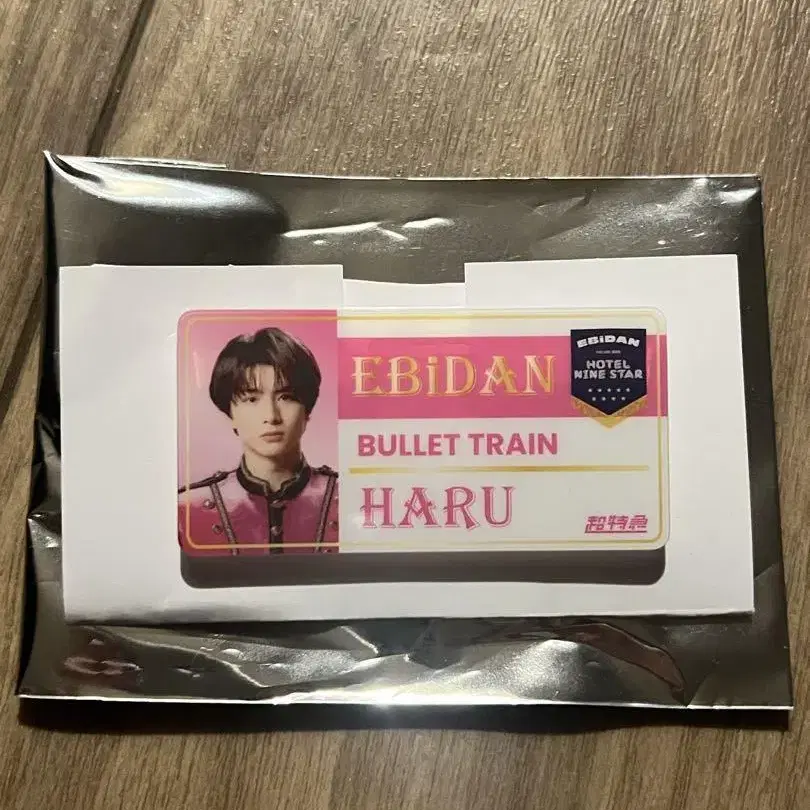 EBiDAN
BULLET TRAIN
HARU
EBiDAN
HOTEL
NINE STAR
超特急